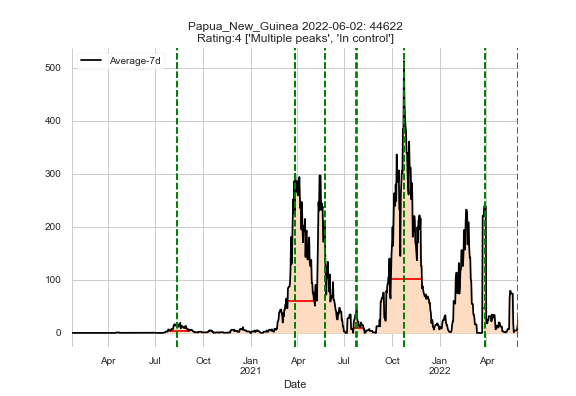 Papua_New_Guinea 2022-06-02: 44622
Rating:4 ['Multiple peaks', 'In control']
Average-7d
500
400
300
200
100
0
Apr Jul Oct Jan Apr Jul Oct Jan Apr
2021 2022
Date